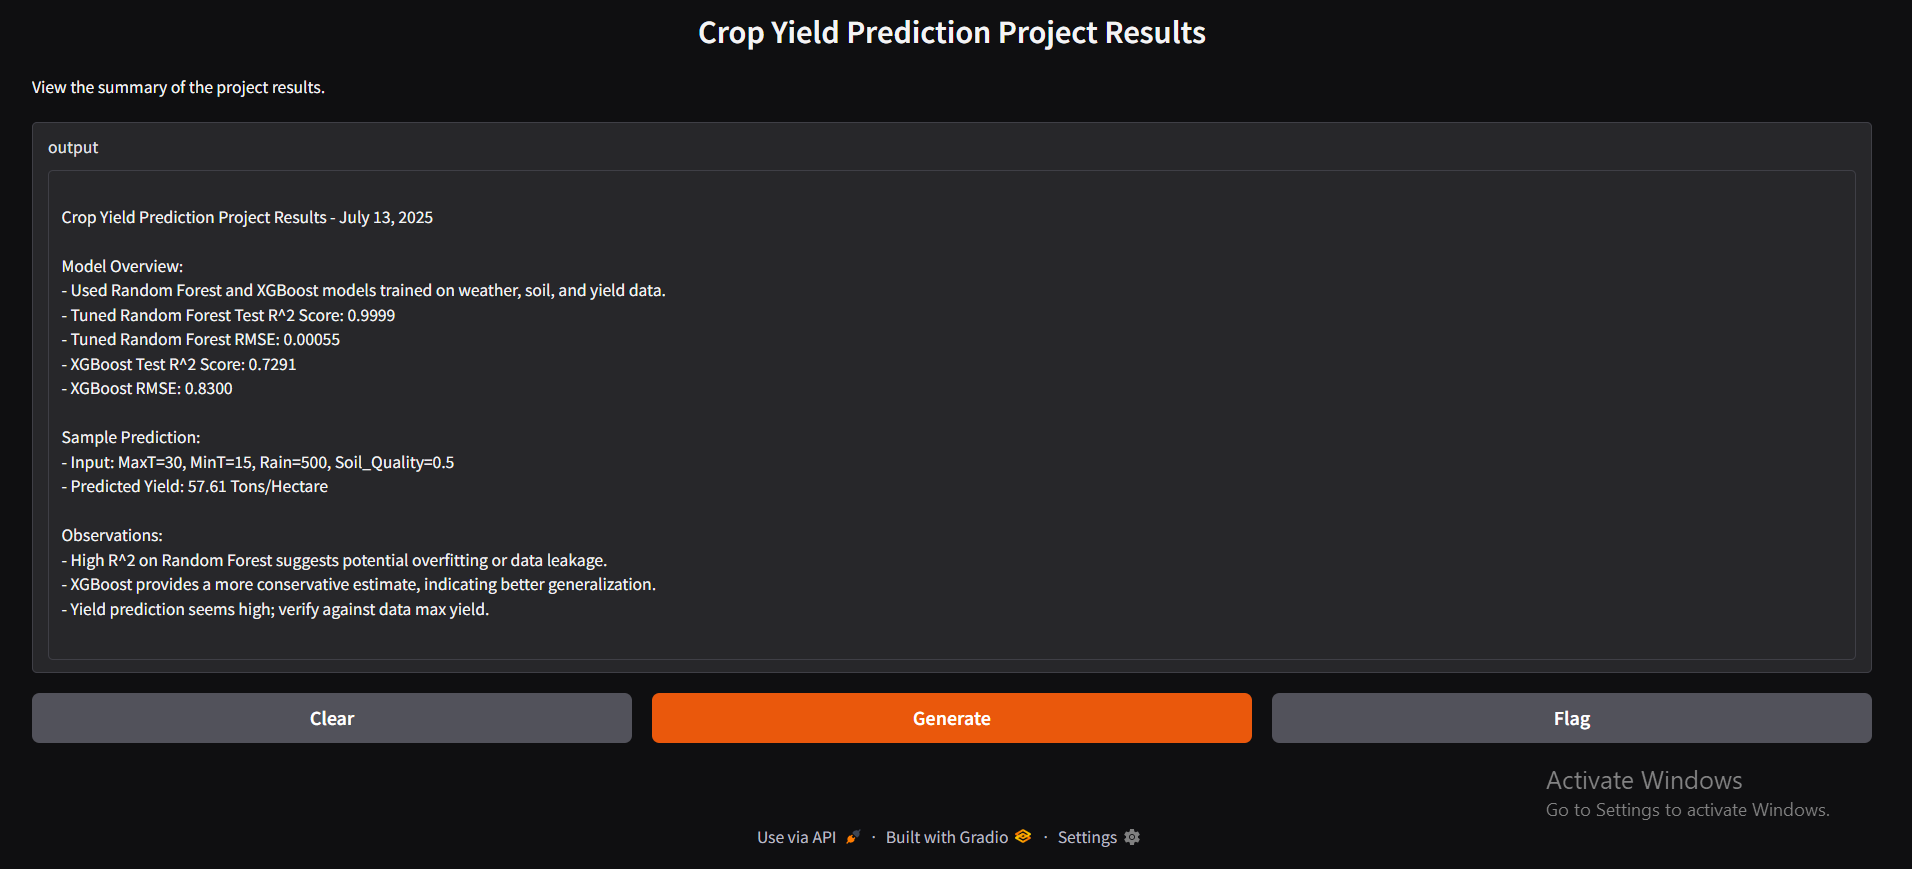 Crop Yield Prediction Project Results
View the summary of the project results.
output
Crop Yield Prediction Project Results - July 13, 2025
Model Overview:
- Used Random Forest and XGBoost models trained on weather, soil, and yield data.
- Tuned Random Forest Test R^2 Score: 0.9999
- Tuned Random Forest RMSE: 0.00055
- XGBoost Test R^2 Score: 0.7291
- XGBoost RMSE: 0.8300
Sample Prediction:
- Input: MaxT=30, MinT=15, Rain=500, Soil_Quality=0.5
- Predicted Yield: 57.61 Tons/Hectare
Observations:
- High R^2 on Random Forest suggests potential overfitting or data leakage.
- XGBoost provides a more conservative estimate, indicating better generalization.
- Yield prediction seems high; verify against data max yield.
Clear
Generate
Flag
Activate Windows
Go to Settings to activate Windows.
Use via API · Built with Gradio · Settings